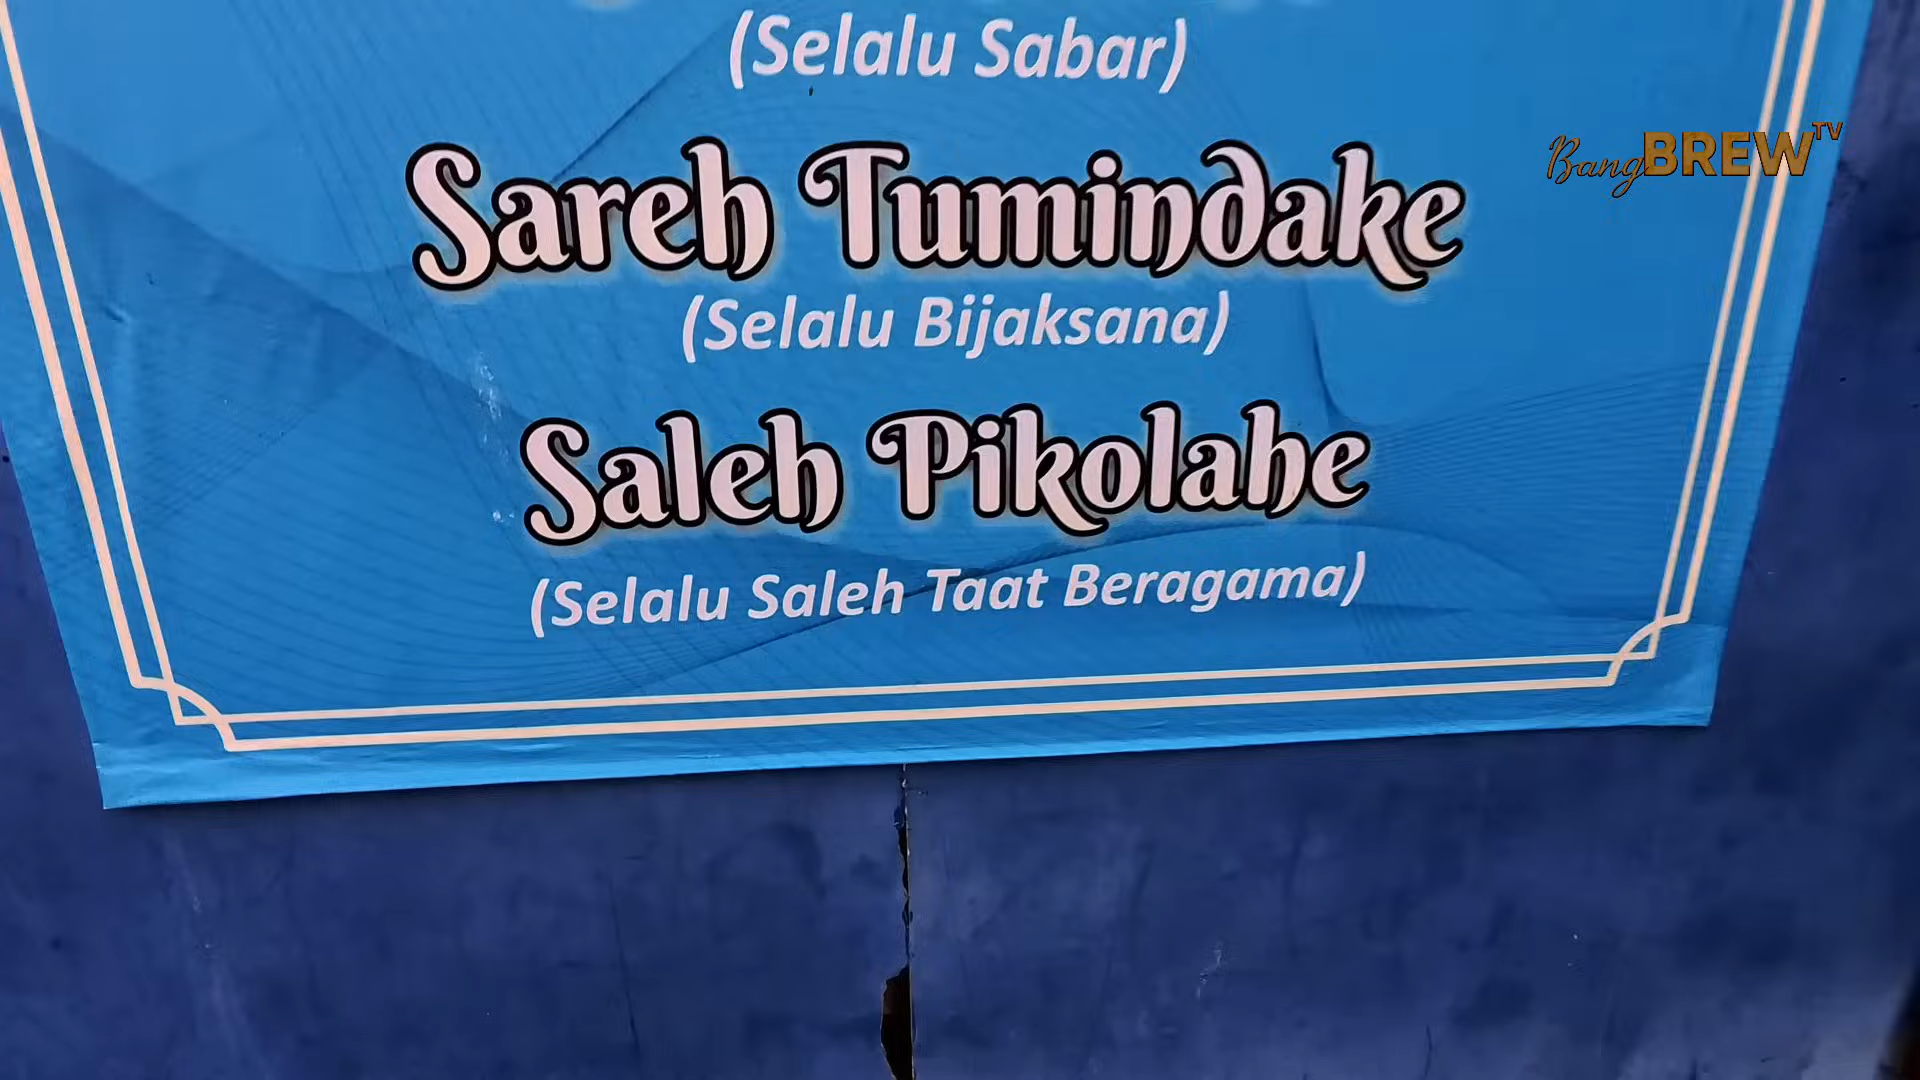 (Selalu Sabar)
BangBREW TV
Sareh Tumindake
(Selalu Bijaksana)
Saleh Pikolahe
(Selalu Saleh Taat Beragama)